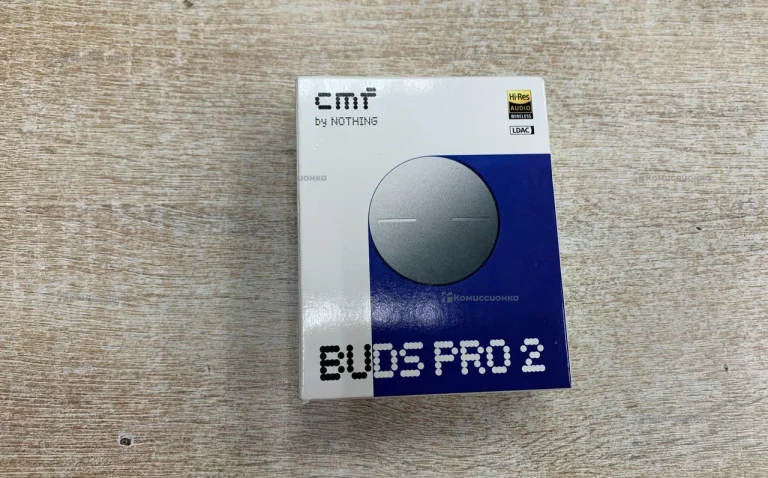 cmf
by NOTHING
Hi-Res
AUDIO
WIRELESS
LDAC
Комиссионка
BUDS PRO 2